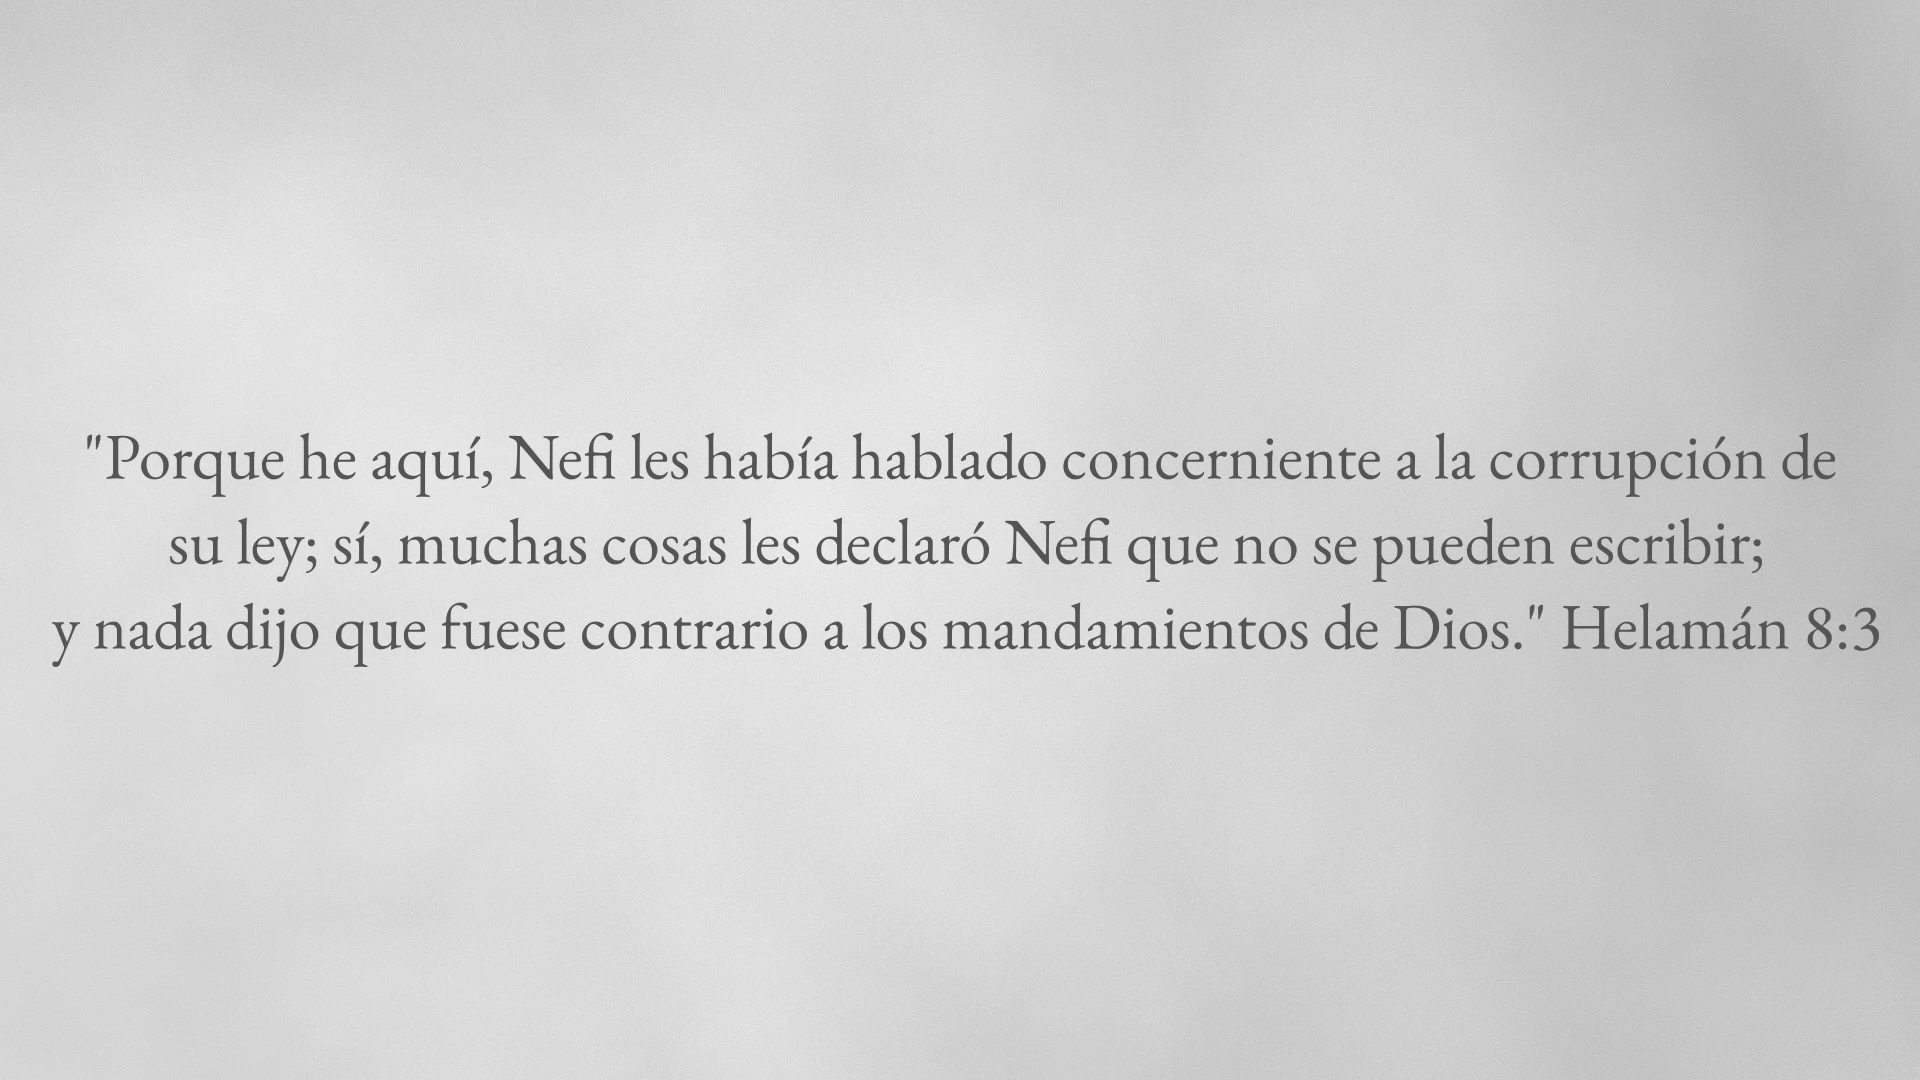 "Porque he aquí, Nefi les había hablado concerniente a la corrupción de
su ley; sí, muchas cosas les declaró Nefi que no se pueden escribir;
y nada dijo que fuese contrario a los mandamientos de Dios." Helamán 8:3